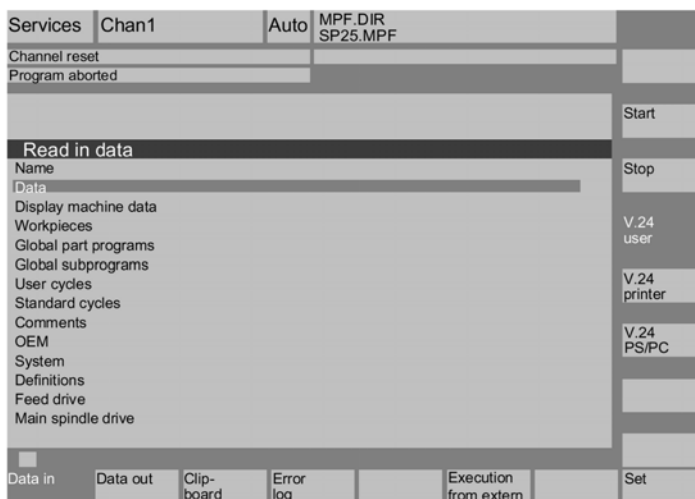 Services Chan1 Auto MPF.DIR
SP25.MPF
Channel reset
Program aborted
Start
Read in data
Name
Stop
Data
Display machine data
Workpieces
V.24
user
Global part programs
Global subprograms
User cycles
V.24
printer
Standard cycles
Comments
V.24
PS/PC
OEM
System
Definitions
Feed drive
Main spindle drive
Data in Data out Clip-
board Error
log Execution
from extern Set